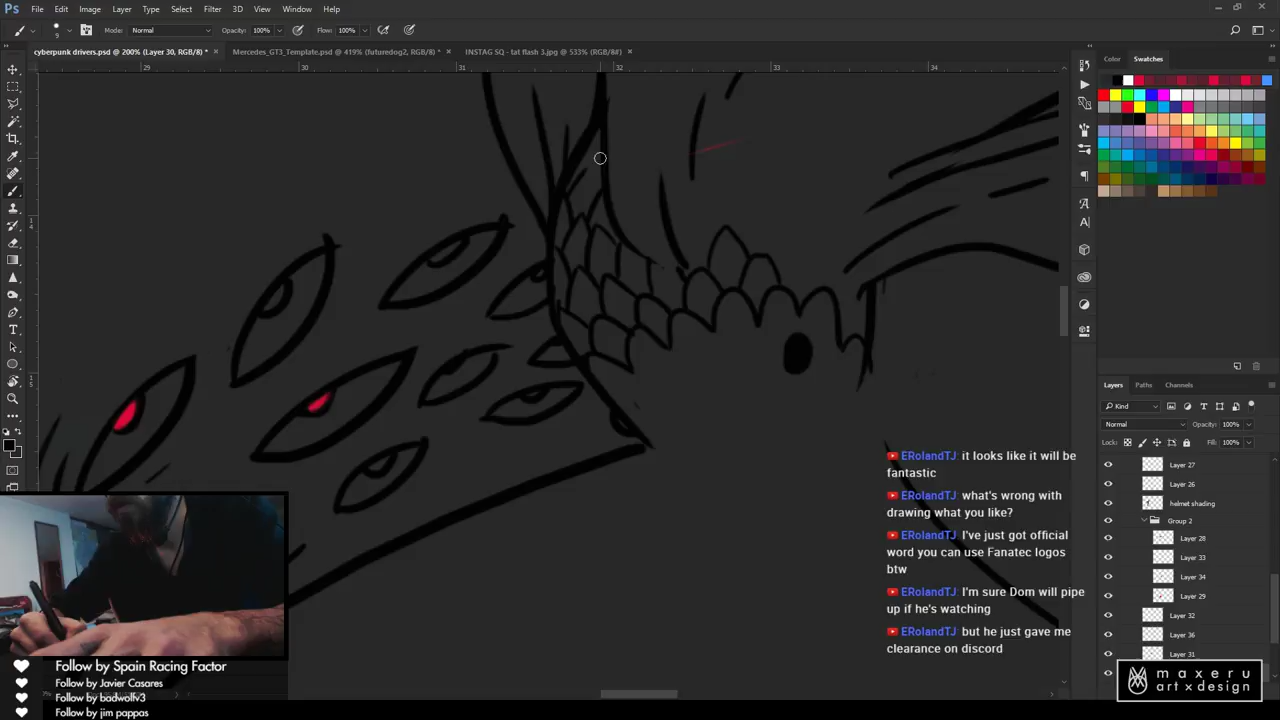 Ps File Edit Image Layer Type Select Filter 3D View Window Help
9 Mode: Normal Opacity: 100% Flow: 100%
cyberpunk drivers.psd @ 200% (Layer 30, RGB/8) * × Mercedes_GT3_Template.psd @ 419% (futuredog2, RGB/8) * × INSTAG SQ - tat flash 3.jpg @ 533% (RGB/8#) ×
29 30 31 32 33 34
Color Swatches
Layers Paths Channels
Kind
Normal Opacity: 100%
Lock: Fill: 100%
Layer 27
Layer 26
helmet shading
Group 2
Layer 28
Layer 33
Layer 34
Layer 29
Layer 32
Layer 36
Layer 31
ERolandTJ: it looks like it will be
fantastic
ERolandTJ: what's wrong with
drawing what you like?
ERolandTJ: I've just got official
word you can use Fanatec logos
btw
ERolandTJ: I'm sure Dom will pipe
up if he's watching
ERolandTJ: but he just gave me
clearance on discord
Follow by Spain Racing Factor
Follow by Javier Casares
Follow by badwolfv3
Follow by jim pappas
maxeru
art x design